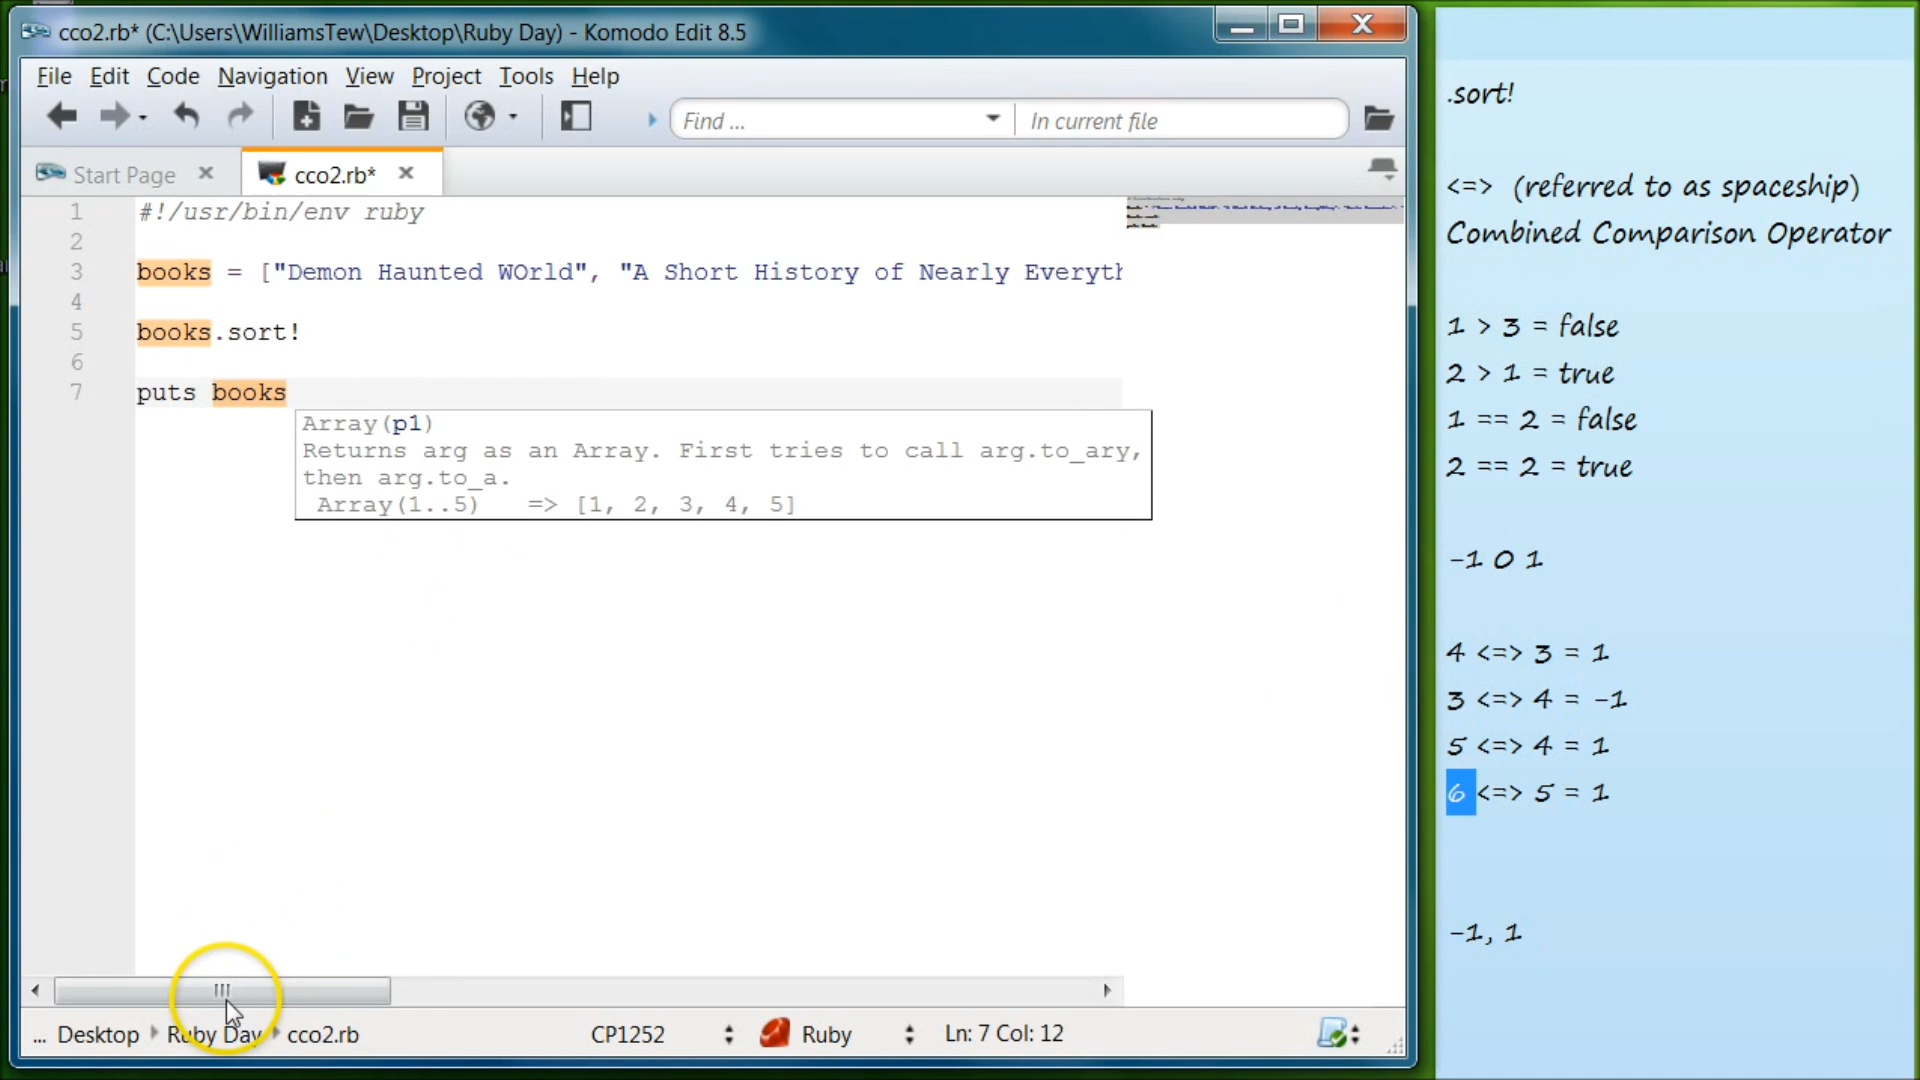 cco2.rb* (C:\Users\WilliamsTew\Desktop\Ruby Day) - Komodo Edit 8.5
File Edit Code Navigation View Project Tools Help
Find ... In current file
Start Page cco2.rb*
1 #!/usr/bin/env ruby
2
3 books = ["Demon Haunted WOrld", "A Short History of Nearly Everyth
4
5 books.sort!
6
7 puts books
Array(p1)
Returns arg as an Array. First tries to call arg.to_ary,
then arg.to_a.
Array(1..5) => [1, 2, 3, 4, 5]
... Desktop Ruby Day cco2.rb CP1252 Ruby Ln: 7 Col: 12
.sort!
<=> (referred to as spaceship)
Combined Comparison Operator
1 > 3 = false
2 > 1 = true
1 == 2 = false
2 == 2 = true
-1 0 1
4 <=> 3 = 1
3 <=> 4 = -1
5 <=> 4 = 1
6 <=> 5 = 1
-1, 1